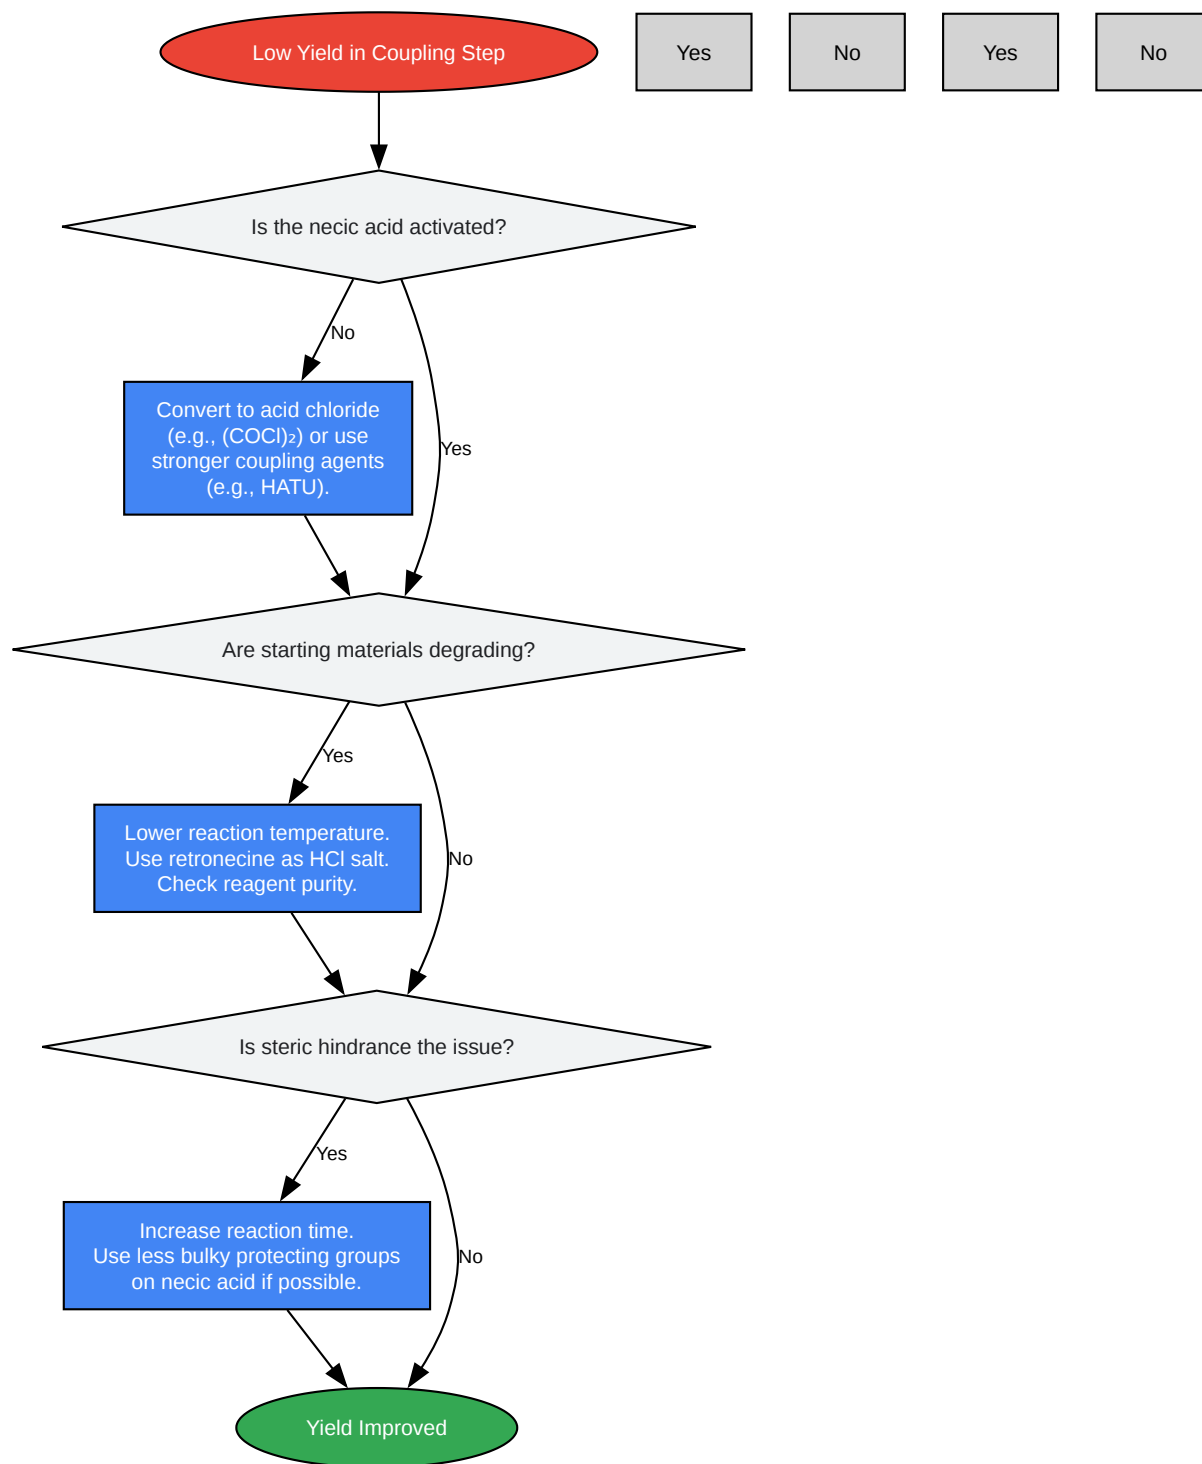 Low Yield in Coupling Step
Yes
No
Yes
No
Is the necic acid activated?
No
Convert to acid chloride
(e.g., (COCl)₂) or use
stronger coupling agents
(e.g., HATU).
Yes
Are starting materials degrading?
Yes
Lower reaction temperature.
Use retronecine as HCl salt.
Check reagent purity.
No
Is steric hindrance the issue?
Yes
Increase reaction time.
Use less bulky protecting groups
on necic acid if possible.
No
Yield Improved